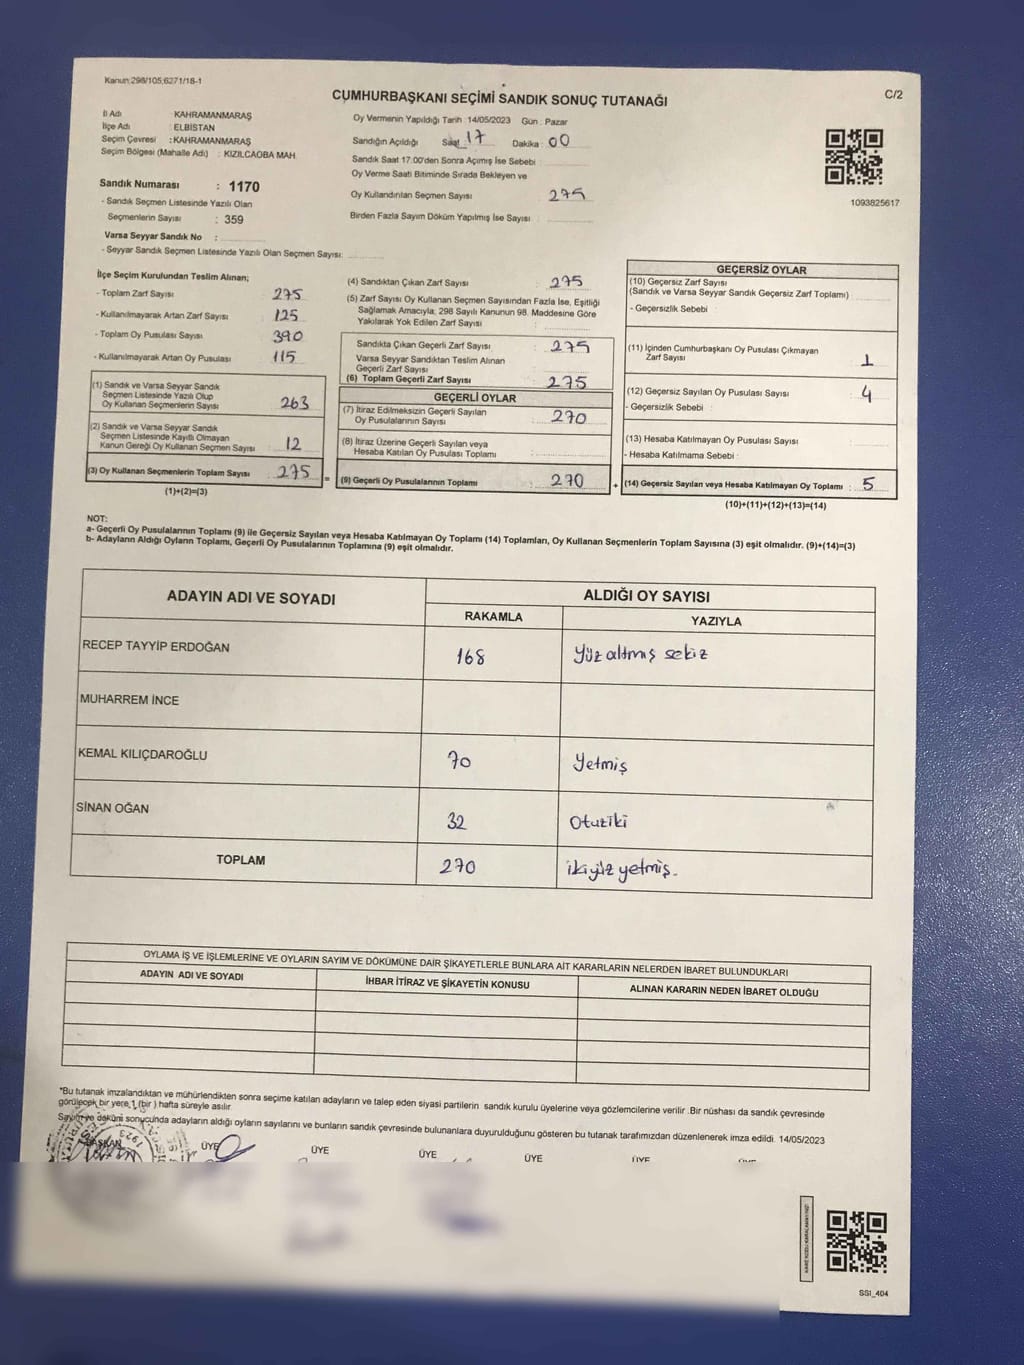 Kanun:298/105;6271/18-1
C/2
CUMHURBAŞKANI SEÇİMİ SANDIK SONUÇ TUTANAĞI
İl Adı KAHRAMANMARAŞ
İlçe Adı : ELBİSTAN
Seçim Çevresi : KAHRAMANMARAŞ
Seçim Bölgesi (Mahalle Adı) : KIZILCAOBA MAH.
Sandık Numarası : 1170
- Sandık Seçmen Listesinde Yazılı Olan
Seçmenlerin Sayısı : 359
Varsa Seyyar Sandık No :
- Seyyar Sandık Seçmen Listesinde Yazılı Olan Seçmen Sayısı:
Oy Vermenin Yapıldığı Tarih :14/05/2023 Gün : Pazar
Sandığın Açıldığı Saat 17 Dakika : 00
Sandık Saat 17:00'den Sonra Açımış İse Sebebi :
Oy Verme Saati Bitiminde Sırada Bekleyen ve
Oy Kullandırılan Seçmen Sayısı : 275
Birden Fazla Sayım Döküm Yapılmış İse Sayısı :
1093825617
İlçe Seçim Kurulundan Teslim Alınan;
- Toplam Zarf Sayısı : 275
- Kullanılmayarak Artan Zarf Sayısı : 125
- Toplam Oy Pusulası Sayısı : 390
- Kullanılmayarak Artan Oy Pusulası : 115
(1) Sandık ve Varsa Seyyar Sandık
Seçmen Listesinde Yazılı Olup
Oy Kullanan Seçmenlerin Sayısı : 263
(2) Sandık ve Varsa Seyyar Sandık
Seçmen Listesinde Kayıtlı Olmayan
Kanun Gereği Oy Kullanan Seçmen Sayısı : 12
(3) Oy Kullanan Seçmenlerin Toplam Sayısı : 275 =
(1)+(2)=(3)
(4) Sandıktan Çıkan Zarf Sayısı : 275
(5) Zarf Sayısı Oy Kullanan Seçmen Sayısından Fazla İse, Eşitliği
Sağlamak Amacıyla, 298 Sayılı Kanunun 98. Maddesine Göre
Yakılarak Yok Edilen Zarf Sayısı :
Sandıkta Çıkan Geçerli Zarf Sayısı : 275
Varsa Seyyar Sandıktan Teslim Alınan
Geçerli Zarf Sayısı :
(6) Toplam Geçerli Zarf Sayısı : 275
GEÇERLİ OYLAR
(7) İtiraz Edilmeksizin Geçerli Sayılan
Oy Pusulalarının Sayısı : 270
(8) İtiraz Üzerine Geçerli Sayılan veya
Hesaba Katılan Oy Pusulası Toplamı :
(9) Geçerli Oy Pusulalarının Toplamı : 270 +
GEÇERSİZ OYLAR
(10) Geçersiz Zarf Sayısı
(Sandık ve Varsa Seyyar Sandık Geçersiz Zarf Toplamı) :
- Geçersizlik Sebebi :
(11) İçinden Cumhurbaşkanı Oy Pusulası Çıkmayan
Zarf Sayısı : 1
(12) Geçersiz Sayılan Oy Pusulası Sayısı : 4
- Geçersizlik Sebebi :
(13) Hesaba Katılmayan Oy Pusulası Sayısı :
- Hesaba Katılmama Sebebi :
(14) Geçersiz Sayılan veya Hesaba Katılmayan Oy Toplamı : 5
(10)+(11)+(12)+(13)=(14)
NOT:
a- Geçerli Oy Pusulalarının Toplamı (9) ile Geçersiz Sayılan veya Hesaba Katılmayan Oy Toplamı (14) Toplamları, Oy Kullanan Seçmenlerin Toplam Sayısına (3) eşit olmalıdır. (9)+(14)=(3)
b- Adayların Aldığı Oyların Toplamı, Geçerli Oy Pusulalarının Toplamına (9) eşit olmalıdır.
ADAYIN ADI VE SOYADI ALDIĞI OY SAYISI
RAKAMLA YAZIYLA
RECEP TAYYİP ERDOĞAN 168 Yüz altmış sekiz
MUHARREM İNCE
KEMAL KILIÇDAROĞLU 70 Yetmiş
SİNAN OĞAN 32 Otuziki
TOPLAM 270 ikiyüz yetmiş.
OYLAMA İŞ VE İŞLEMLERİNE VE OYLARIN SAYIM VE DÖKÜMÜNE DAİR ŞİKAYETLERLE BUNLARA AİT KARARLARIN NELERDEN İBARET BULUNDUKLARI
ADAYIN ADI VE SOYADI İHBAR İTİRAZ VE ŞİKAYETİN KONUSU ALINAN KARARIN NEDEN İBARET OLDUĞU
*Bu tutanak imzalandıktan ve mühürlendikten sonra seçime katılan adayların ve talep eden siyasi partilerin sandık kurulu üyelerine veya gözlemcilerine verilir .Bir nüshası da sandık çevresinde
görülecek bir yere 1 (bir ) hafta süreyle asılır.
Sayım ve dökümü sonucunda adayların aldığı oyların sayılarını ve bunların sandık çevresinde bulunanlara duyurulduğunu gösteren bu tutanak tarafımızdan düzenlenerek imza edildi. 14/05/2023
BAŞKAN ÜYE ÜYE ÜYE ÜYE ÜYE
1923
SSI_404